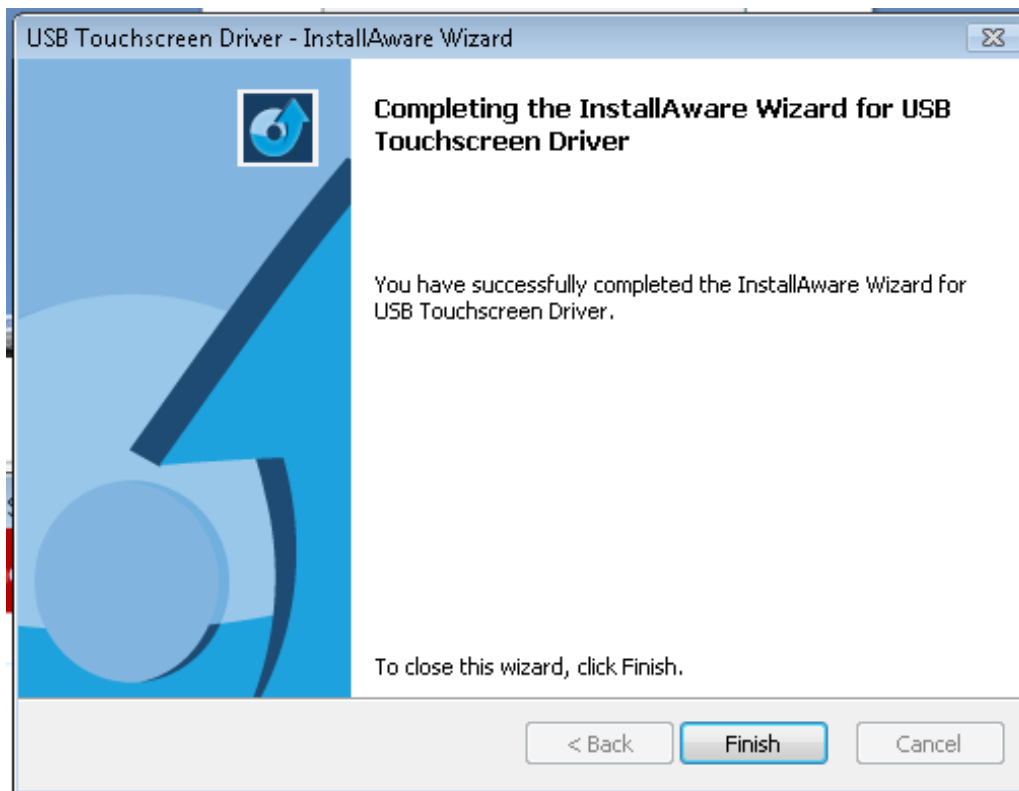 USB Touchscreen Driver - InstallAware Wizard
Completing the InstallAware Wizard for USB
Touchscreen Driver
You have successfully completed the InstallAware Wizard for
USB Touchscreen Driver.
To close this wizard, click Finish.
< Back
Finish
Cancel